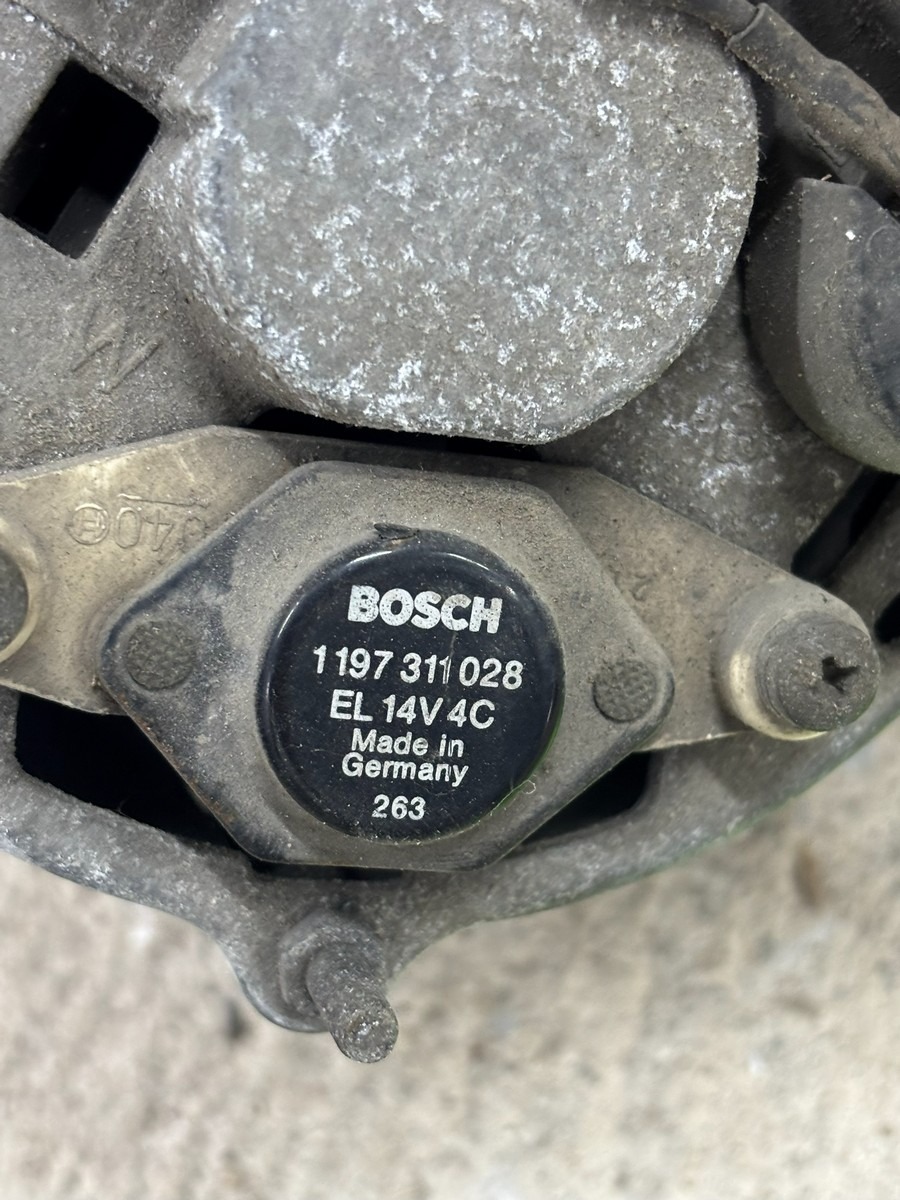 BOSCH
1 197 311 028
EL 14V 4C
Made in
Germany
263